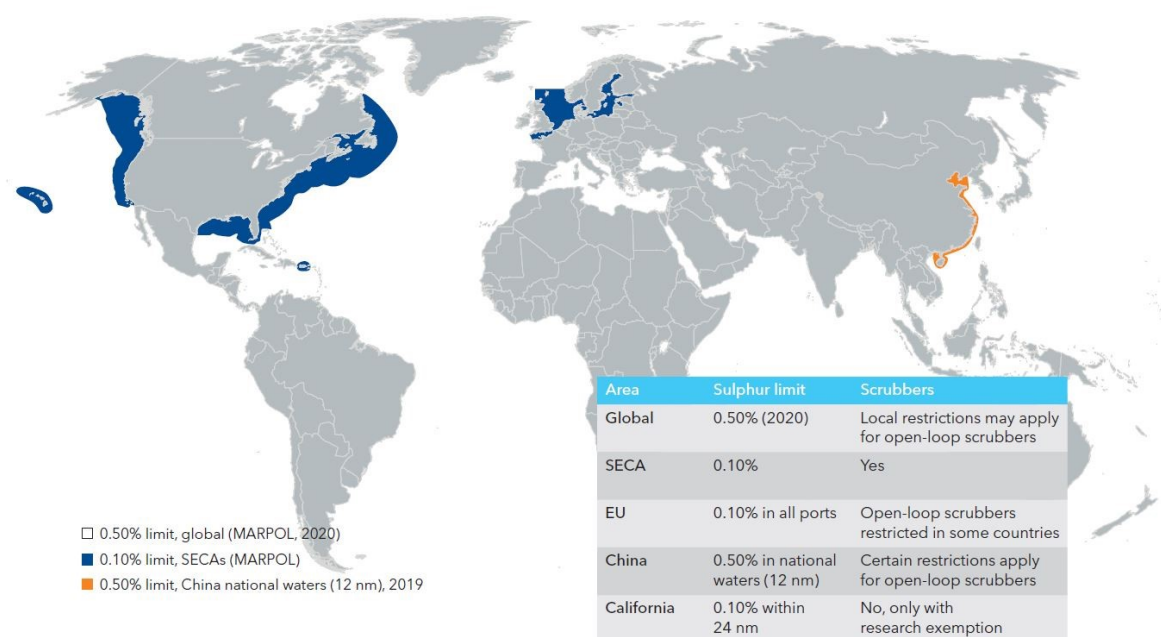 Area Sulphur limit Scrubbers
Global 0.50% (2020) Local restrictions may apply
for open-loop scrubbers
SECA 0.10% Yes
EU 0.10% in all ports Open-loop scrubbers
restricted in some countries
China 0.50% in national Certain restrictions apply
waters (12 nm) for open-loop scrubbers
California 0.10% within No, only with
24 nm research exemption
0.50% limit, global (MARPOL, 2020)
0.10% limit, SECAs (MARPOL)
0.50% limit, China national waters (12 nm), 2019